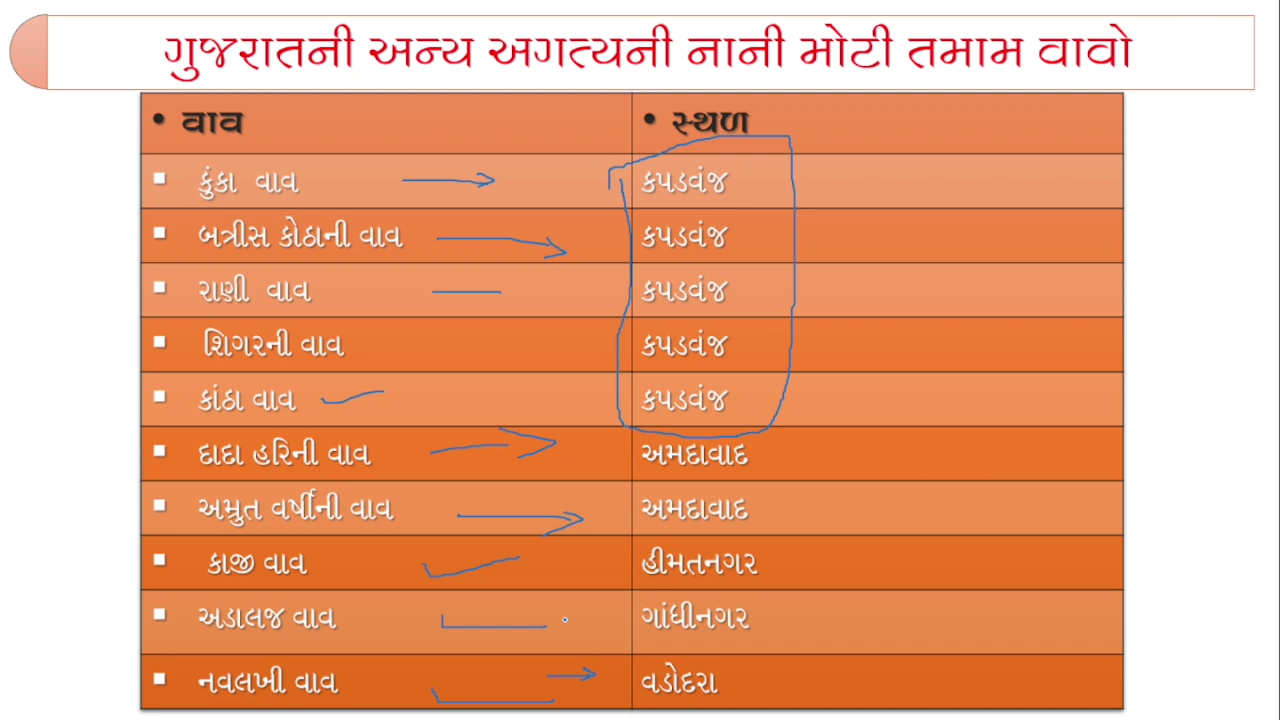 ગુજરાતની અન્ય અગત્યની નાની મોટી તમામ વાવો
• વાવ • સ્થળ
કુંકા વાવ કપડવંજ
બત્રીસ કોઠાની વાવ કપડવંજ
રાણી વાવ કપડવંજ
શિગરની વાવ કપડવંજ
કાંઠા વાવ કપડવંજ
દાદા હરિની વાવ અમદાવાદ
અમ્રુત વર્ષીની વાવ અમદાવાદ
કાજી વાવ હીમતનગર
અડાલજ વાવ ગાંધીનગર
નવલખી વાવ વડોદરા